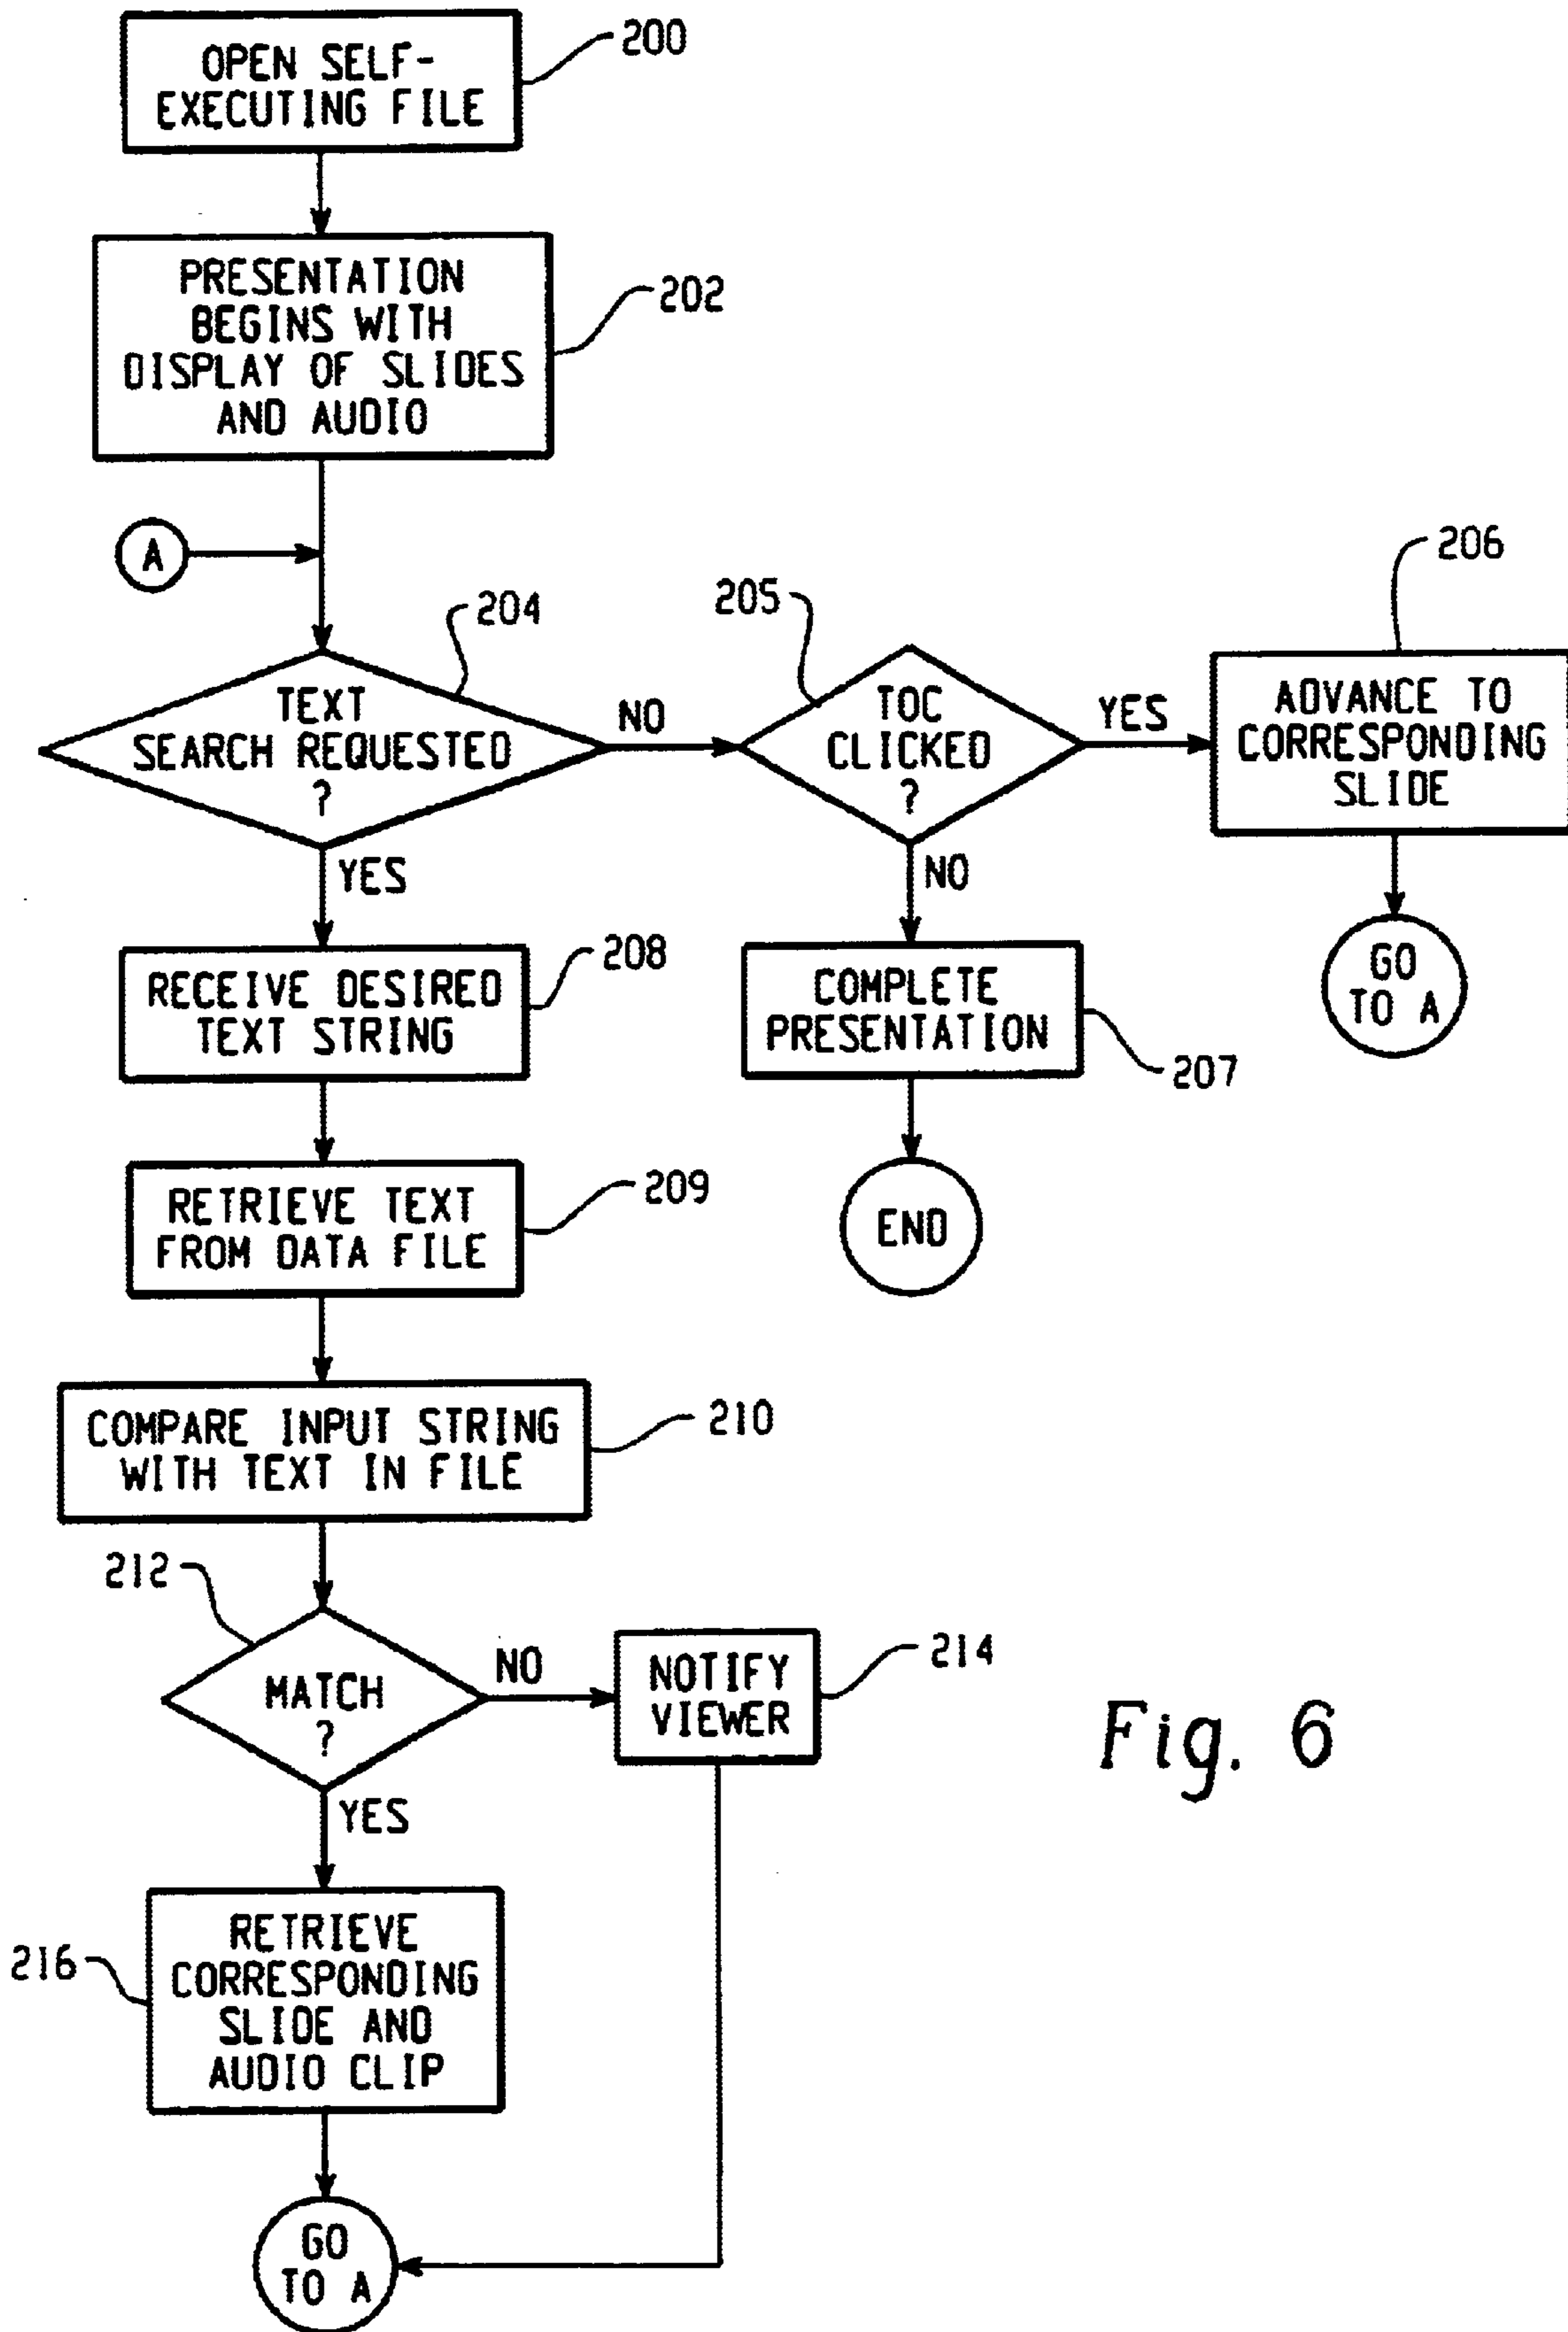 200
OPEN SELF-
EXECUTING FILE
PRESENTATION
BEGINS WITH
DISPLAY OF SLIDES
AND AUDIO
202
A
204
TEXT
SEARCH REQUESTED
?
NO
205
TOC
CLICKED
?
YES
206
ADVANCE TO
CORRESPONDING
SLIDE
GO
TO A
NO
COMPLETE
PRESENTATION
207
END
YES
208
RECEIVE DESIRED
TEXT STRING
209
RETRIEVE TEXT
FROM DATA FILE
210
COMPARE INPUT STRING
WITH TEXT IN FILE
212
MATCH
?
NO
NOTIFY
VIEWER
214
YES
216
RETRIEVE
CORRESPONDING
SLIDE AND
AUDIO CLIP
GO
TO A
Fig. 6